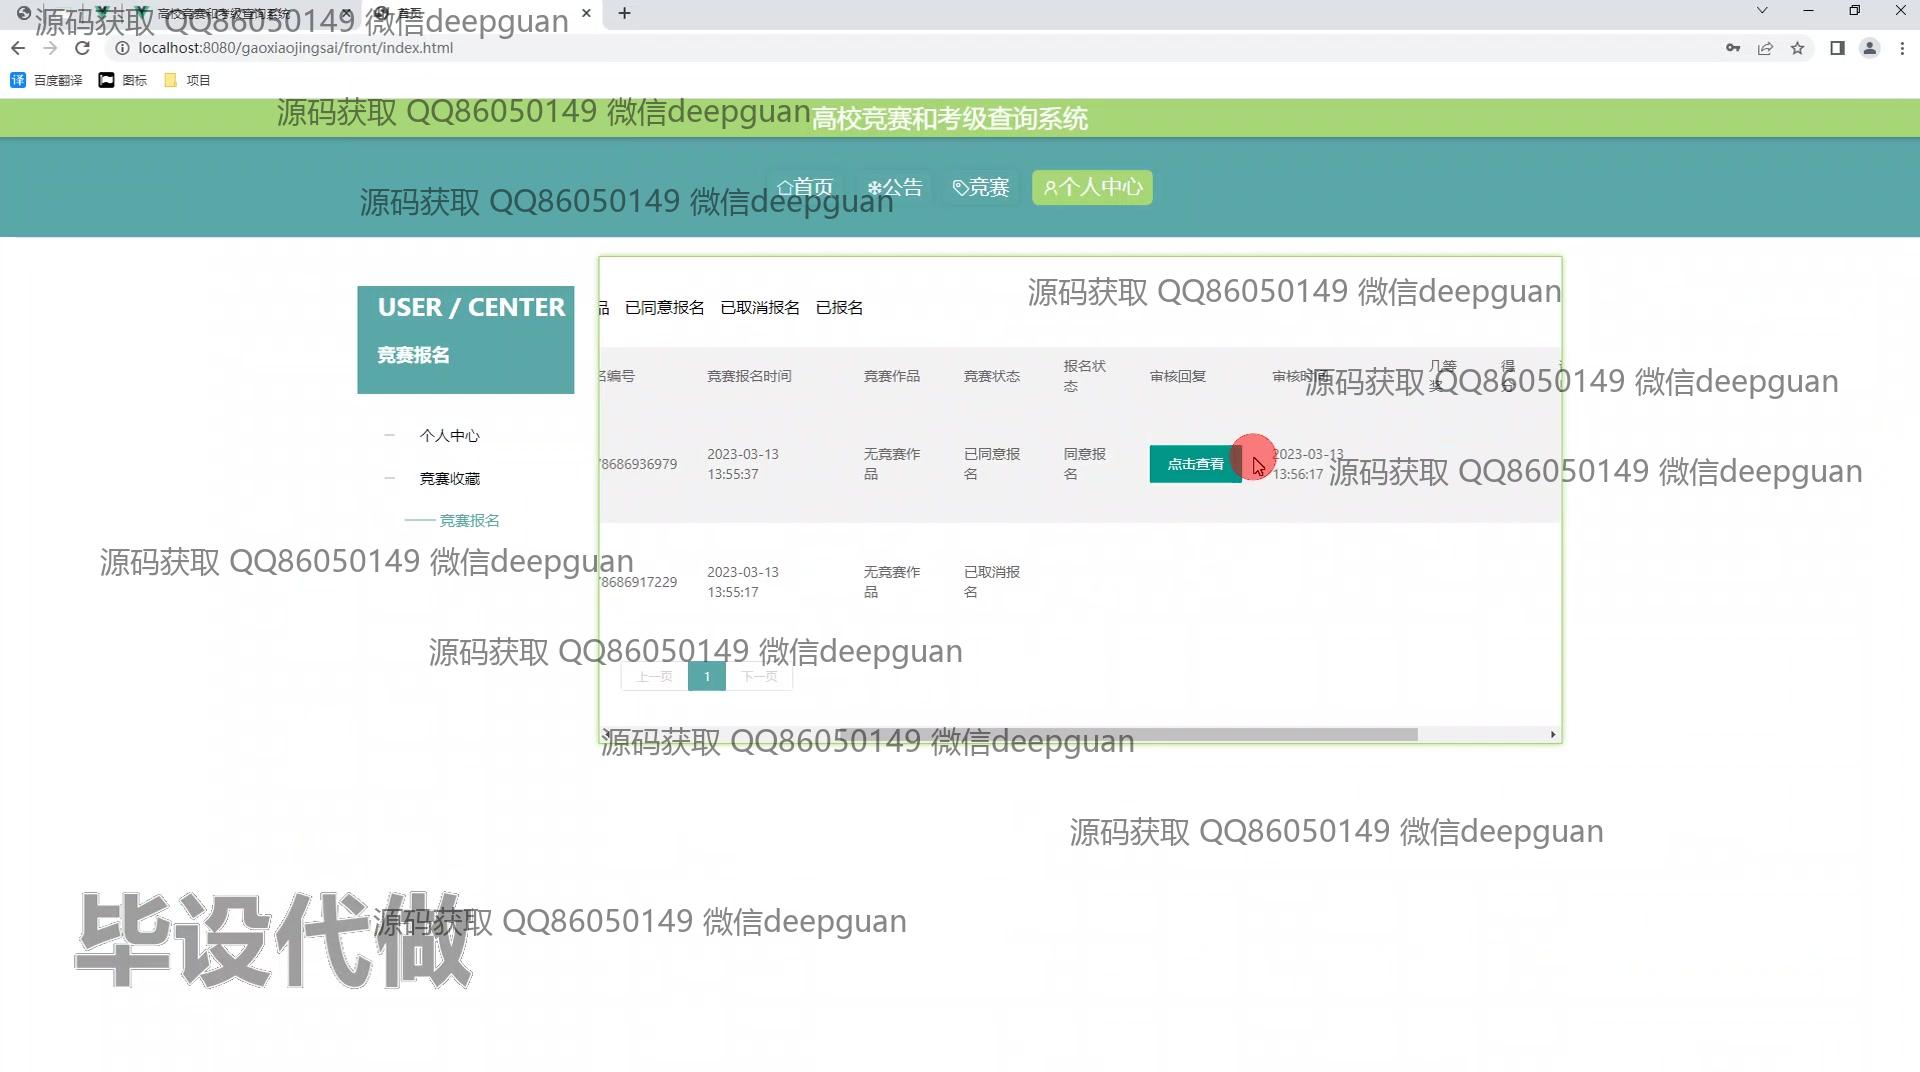 高校竞赛和考级查询系统
首页
源码获取 QQ86050149 微信deepguan
localhost:8080/gaoxiaojingsai/front/index.html
百度翻译 图标 项目
源码获取 QQ86050149 微信deepguan
高校竞赛和考级查询系统
首页 公告 竞赛 个人中心
源码获取 QQ86050149 微信deepguan
源码获取 QQ86050149 微信deepguan
USER / CENTER
竞赛报名
品 已同意报名 已取消报名 已报名
名编号 竞赛报名时间 竞赛作品 竞赛状态 报名状态 审核回复 审核时间 几等奖 得分
源码获取 QQ86050149 微信deepguan
个人中心
竞赛收藏
竞赛报名
78686936979 2023-03-13 13:55:37 无竞赛作品 已同意报名 同意报名 点击查看 2023-03-13 13:56:17
源码获取 QQ86050149 微信deepguan
源码获取 QQ86050149 微信deepguan
78686917229 2023-03-13 13:55:17 无竞赛作品 已取消报名
源码获取 QQ86050149 微信deepguan
上一页 1 下一页
源码获取 QQ86050149 微信deepguan
源码获取 QQ86050149 微信deepguan
毕设代做
源码获取 QQ86050149 微信deepguan